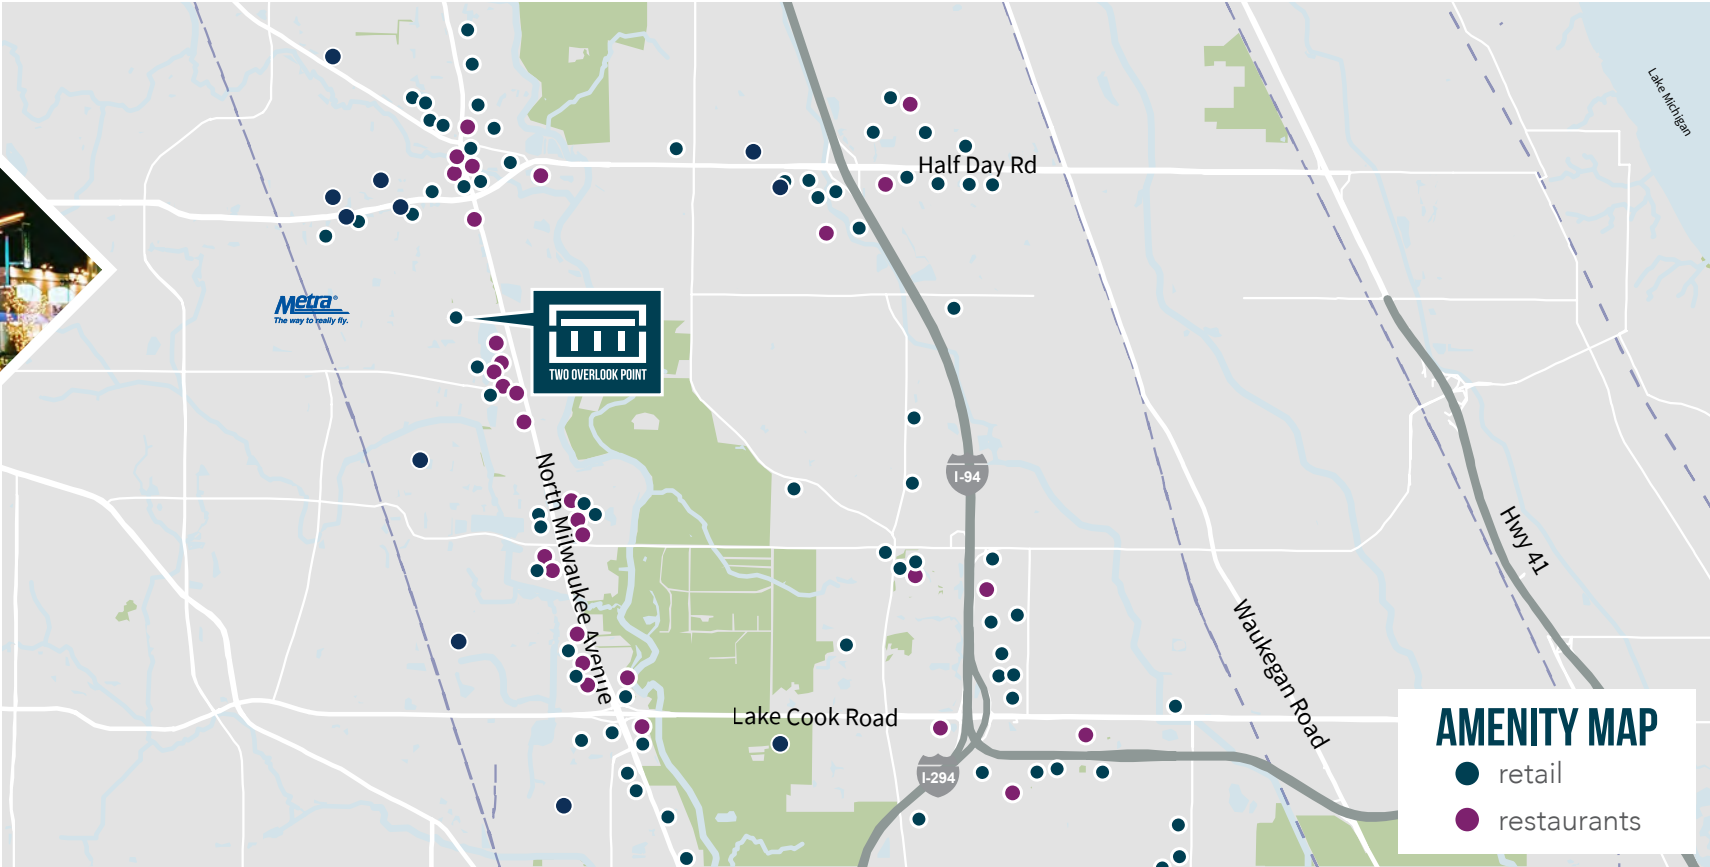 Lake Michigan
Half Day Rd
Metra®
The way to really fly.
TWO OVERLOOK POINT
North Milwaukee Avenue
I-94
Hwy 41
Waukegan Road
Lake Cook Road
I-294
AMENITY MAP
retail
restaurants